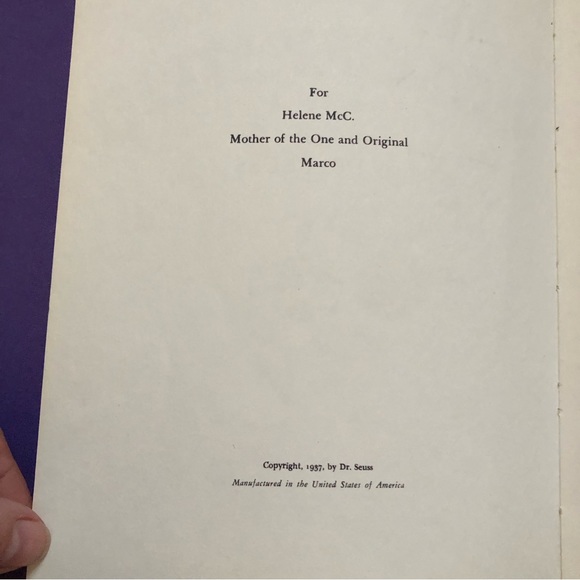 For
Helene McC.
Mother of the One and Original
Marco
Copyright, 1937, by Dr. Seuss
Manufactured in the United States of America